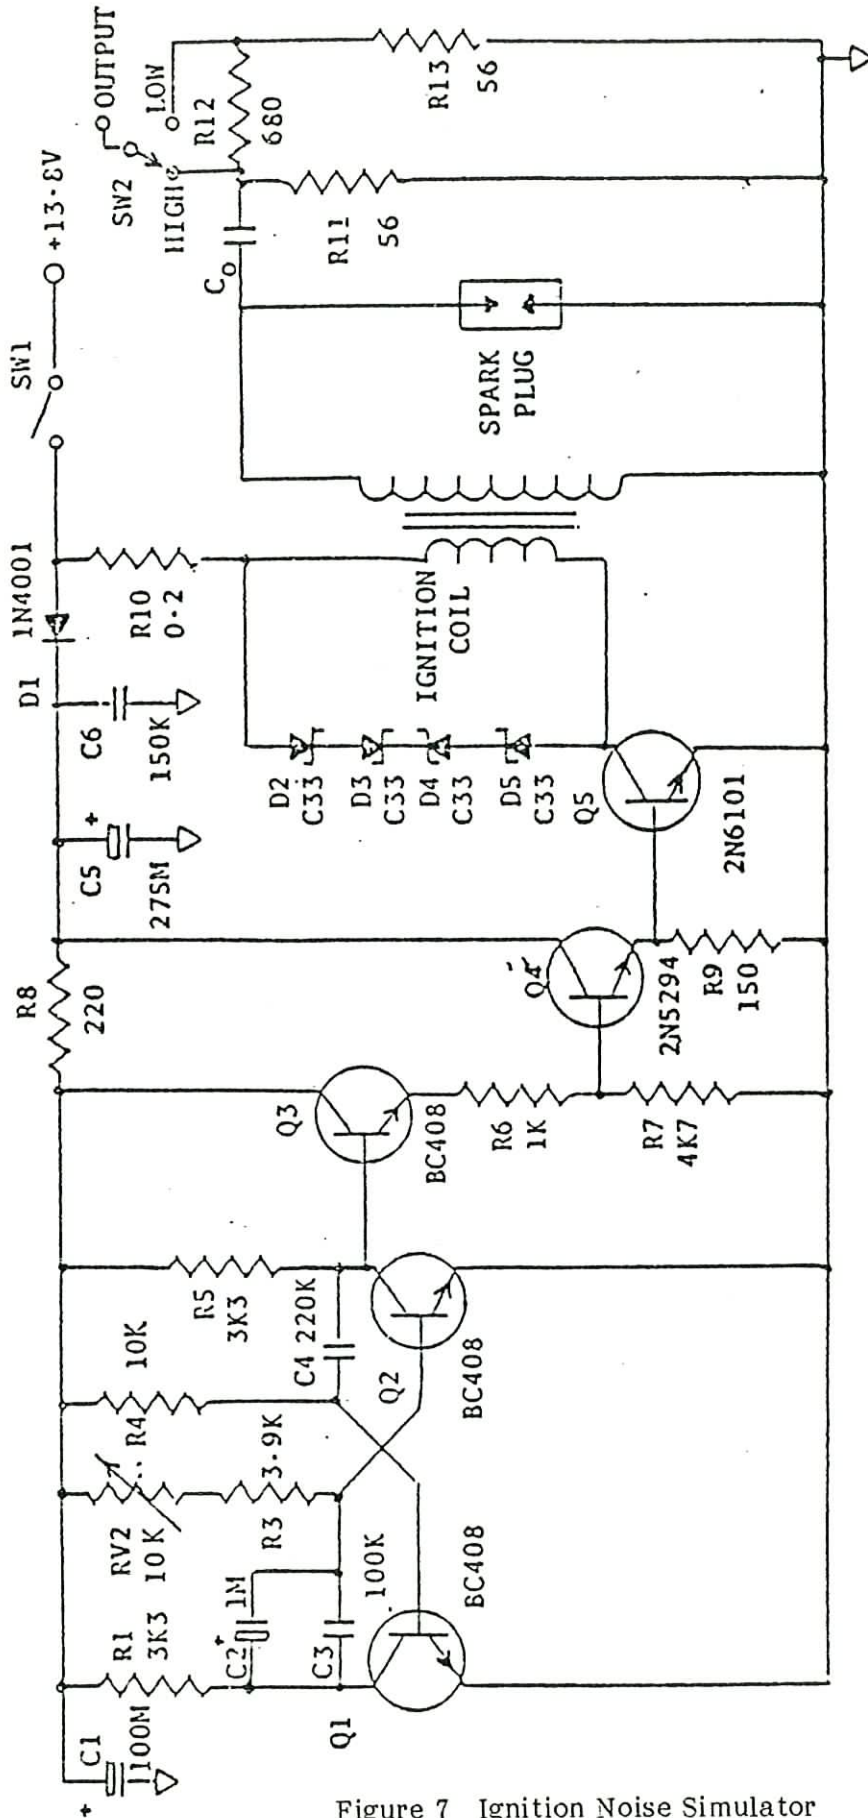 C1
+
100M
R1
3K3
RV2
10K
R4
10K
R3
3.9K
C2
+
1M
C3
100K
Q1
BC408
C4 220K
R5
3K3
Q2
BC408
Q3
BC408
R6
1K
R7
4K7
R8
220
Q4
2N5294
R9
150
C5
+
275M
C6
150K
D1
1N4001
D2
C33
D3
C33
D4
C33
D5
C33
Q5
2N6101
R10
0.2
IGNITION
COIL
SW1
+13.8V
SPARK
PLUG
Co
R11
56
SW2
HIGH
LOW
OUTPUT
R12
680
R13
56
Figure 7 Ignition Noise Simulator